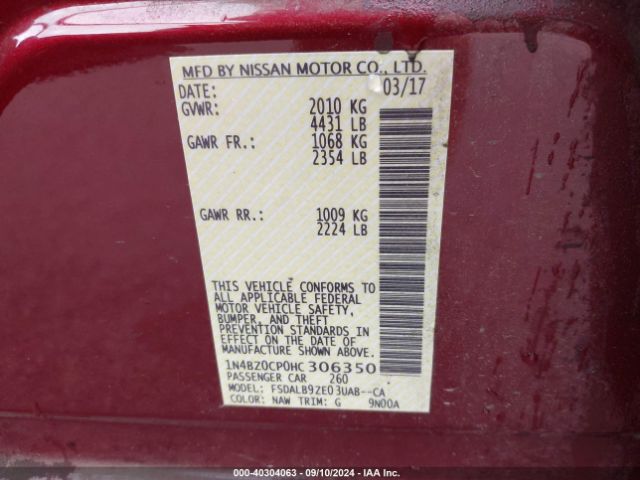 MFD BY NISSAN MOTOR CO., LTD.
DATE: 03/17
GVWR: 2010 KG
4431 LB
GAWR FR.: 1068 KG
2354 LB
GAWR RR.: 1009 KG
2224 LB
THIS VEHICLE CONFORMS TO
ALL APPLICABLE FEDERAL
MOTOR VEHICLE SAFETY,
BUMPER, AND THEFT
PREVENTION STANDARDS IN
EFFECT ON THE DATE OF
MANUFACTURE SHOWN ABOVE.
1N4BZ0CP0HC 306350
PASSENGER CAR 260
MODEL: FSDALB9ZE03UAB--CA
COLOR: NAW TRIM: G 9N00A
000-40304063 - 09/10/2024 - IAA Inc.